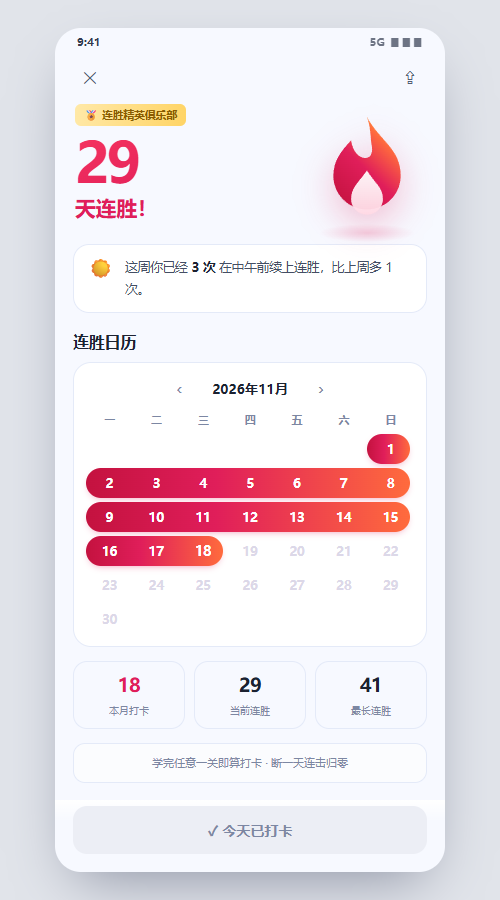 9:41
5G
连胜精英俱乐部
29
天连胜!
这周你已经 3 次 在中午前续上连胜，比上周多 1
次。
连胜日历
‹ 2026年11月 ›
一 二 三 四 五 六 日
1
2 3 4 5 6 7 8
9 10 11 12 13 14 15
16 17 18 19 20 21 22
23 24 25 26 27 28 29
30
18 29 41
本月打卡 当前连胜 最长连胜
学完任意一关即算打卡 · 断一天连击归零
✓ 今天已打卡